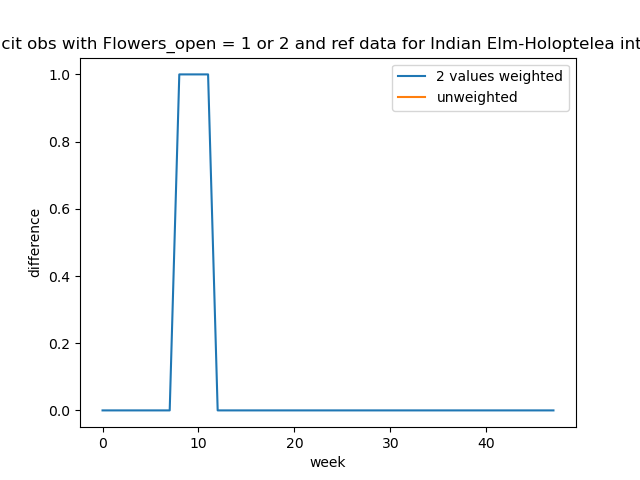 cit obs with Flowers_open = 1 or 2 and ref data for Indian Elm-Holoptelea int
2 values weighted
unweighted
1.0
0.8
0.6
0.4
0.2
0.0
difference
0 10 20 30 40
week